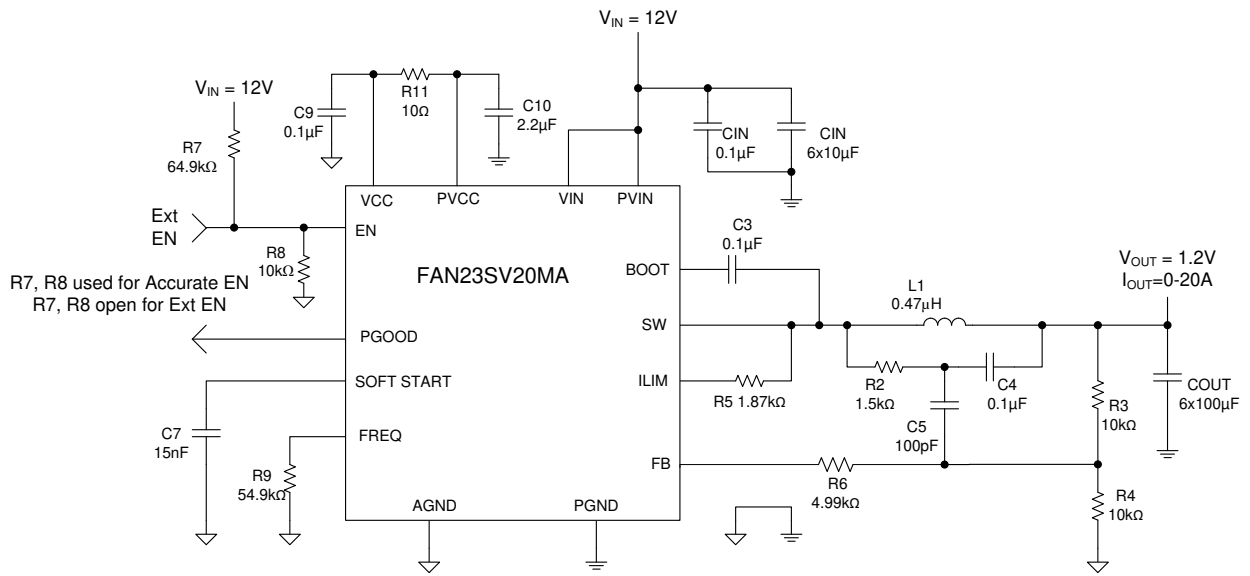 V_IN = 12V
V_IN = 12V
R11
10Ω
C9
0.1µF
C10
2.2µF
R7
64.9kΩ
CIN
0.1µF
CIN
6x10µF
VCC
PVCC
VIN
PVIN
Ext
EN
EN
R8
10kΩ
C3
0.1µF
R7, R8 used for Accurate EN
R7, R8 open for Ext EN
FAN23SV20MA
BOOT
V_OUT = 1.2V
I_OUT=0-20A
L1
0.47µH
SW
PGOOD
SOFT START
ILIM
R5 1.87kΩ
R2
1.5kΩ
C4
0.1µF
COUT
6x100µF
R3
10kΩ
C5
100pF
C7
15nF
FREQ
FB
R9
54.9kΩ
R6
4.99kΩ
R4
10kΩ
AGND
PGND